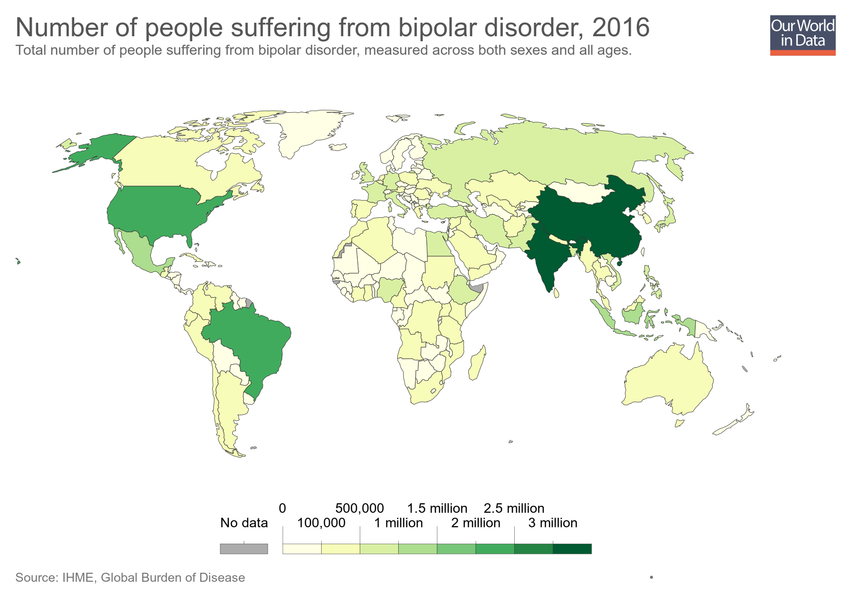 Number of people suffering from bipolar disorder, 2016
Total number of people suffering from bipolar disorder, measured across both sexes and all ages.
Our World
in Data
0 500,000 1.5 million 2.5 million
No data 100,000 1 million 2 million 3 million
Source: IHME, Global Burden of Disease